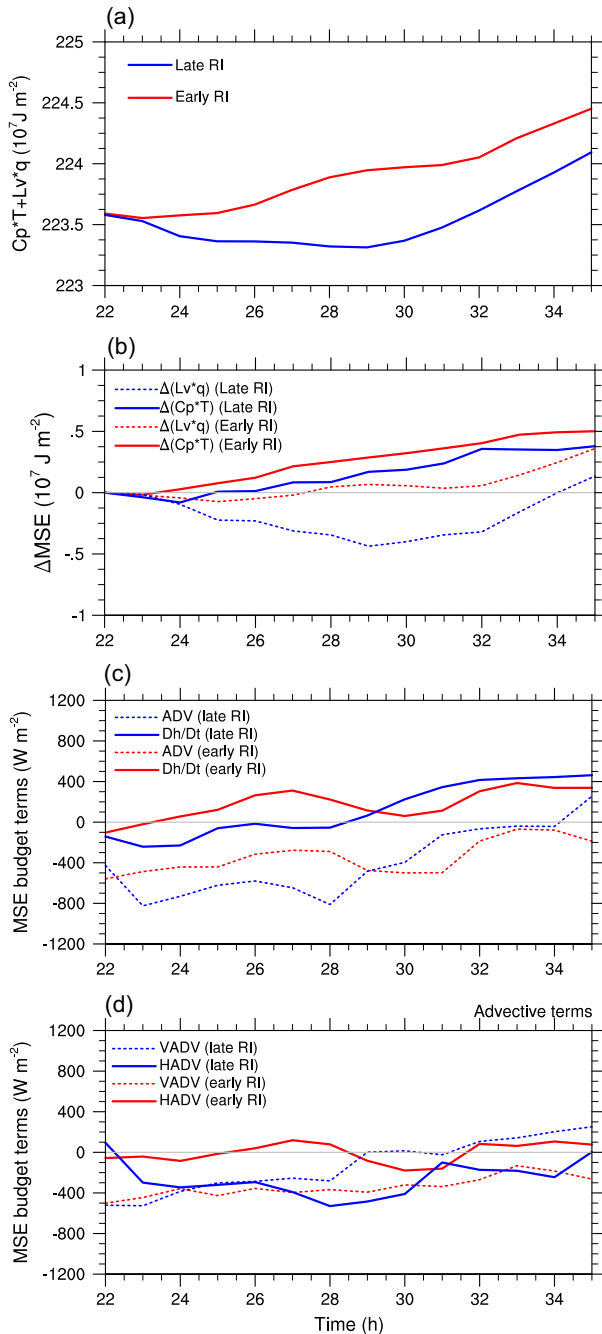 (a)
225
224.5
224
223.5
223
Cp*T+Lv*q (10⁷J m⁻²)
Late RI
Early RI
22 24 26 28 30 32 34
(b)
1
.5
0
-.5
-1
ΔMSE (10⁷ J m⁻²)
Δ(Lv*q) (Late RI)
Δ(Cp*T) (Late RI)
Δ(Lv*q) (Early RI)
Δ(Cp*T) (Early RI)
22 24 26 28 30 32 34
(c)
1200
800
400
0
-400
-800
-1200
MSE budget terms (W m⁻²)
ADV (late RI)
Dh/Dt (late RI)
ADV (early RI)
Dh/Dt (early RI)
22 24 26 28 30 32 34
(d)
Advective terms
1200
800
400
0
-400
-800
-1200
MSE budget terms (W m⁻²)
VADV (late RI)
HADV (late RI)
VADV (early RI)
HADV (early RI)
22 24 26 28 30 32 34
Time (h)